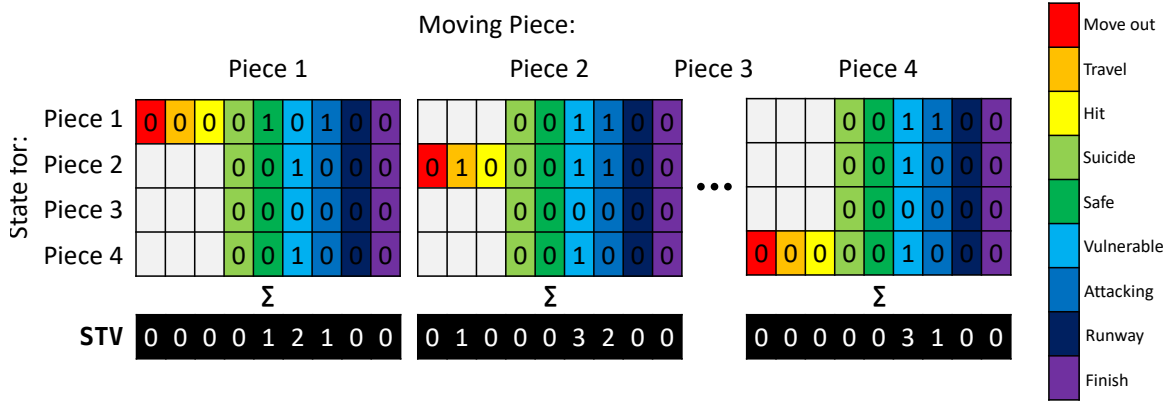 Moving Piece:
Piece 1 Piece 2 Piece 3 Piece 4
State for:
Piece 1 0 0 0 0 1 0 1 0 0 0 0 1 1 0 0 0 0 1 1 0 0
Piece 2 0 0 1 0 0 0 0 1 0 0 0 1 1 0 0 0 0 1 0 0 0
Piece 3 0 0 0 0 0 0 0 0 0 0 0 0 0 0 0 0 0 0
Piece 4 0 0 1 0 0 0 0 0 1 0 0 0 0 0 0 0 0 1 0 0 0
Σ Σ Σ
STV 0 0 0 0 1 2 1 0 0 0 1 0 0 0 3 2 0 0 0 0 0 0 0 3 1 0 0
Move out
Travel
Hit
Suicide
Safe
Vulnerable
Attacking
Runway
Finish